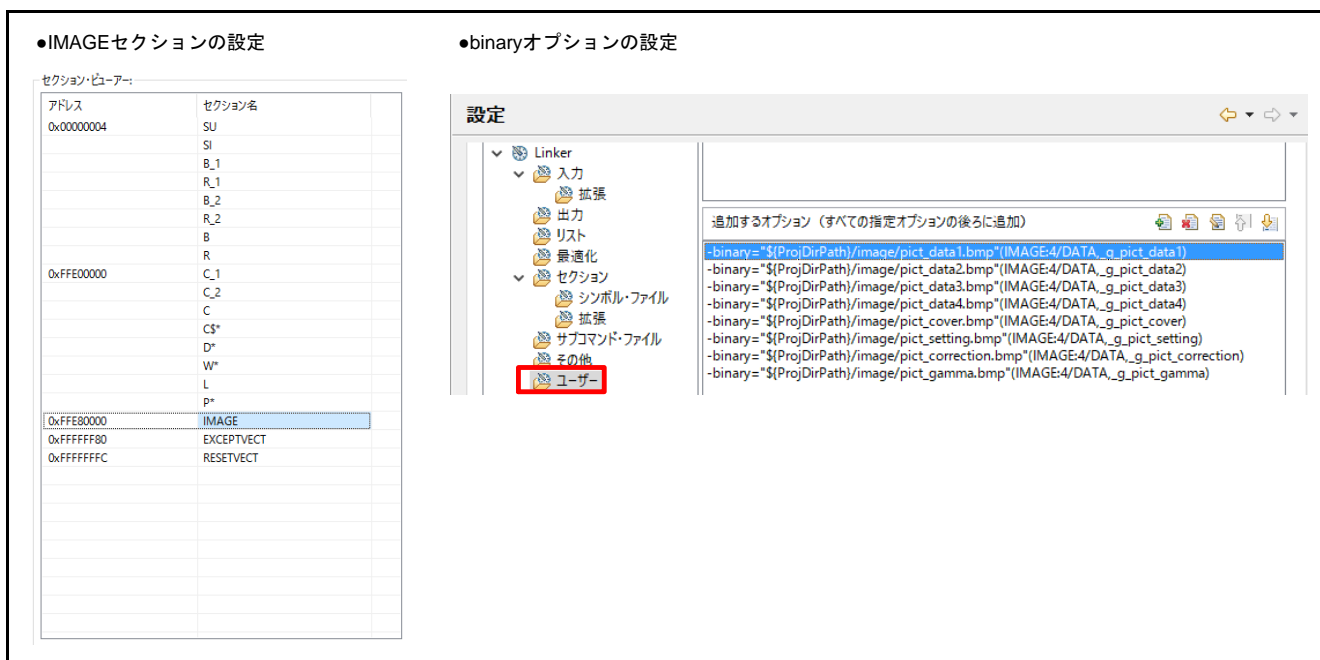 ●IMAGEセクションの設定
セクション・ビューアー:
アドレス セクション名
0x00000004 SU
SI
B_1
R_1
B_2
R_2
B
R
0xFFE00000 C_1
C_2
C
C$*
D*
W*
L
P*
0xFFE80000 IMAGE
0xFFFFFF80 EXCEPTVECT
0xFFFFFFFC RESETVECT
●binaryオプションの設定
設定
Linker
入力
拡張
出力
リスト
最適化
セクション
シンボル・ファイル
拡張
サブコマンド・ファイル
その他
ユーザー
追加するオプション（すべての指定オプションの後ろに追加）
-binary="${ProjDirPath}/image/pict_data1.bmp"(IMAGE:4/DATA,_g_pict_data1)
-binary="${ProjDirPath}/image/pict_data2.bmp"(IMAGE:4/DATA,_g_pict_data2)
-binary="${ProjDirPath}/image/pict_data3.bmp"(IMAGE:4/DATA,_g_pict_data3)
-binary="${ProjDirPath}/image/pict_data4.bmp"(IMAGE:4/DATA,_g_pict_data4)
-binary="${ProjDirPath}/image/pict_cover.bmp"(IMAGE:4/DATA,_g_pict_cover)
-binary="${ProjDirPath}/image/pict_setting.bmp"(IMAGE:4/DATA,_g_pict_setting)
-binary="${ProjDirPath}/image/pict_correction.bmp"(IMAGE:4/DATA,_g_pict_correction)
-binary="${ProjDirPath}/image/pict_gamma.bmp"(IMAGE:4/DATA,_g_pict_gamma)